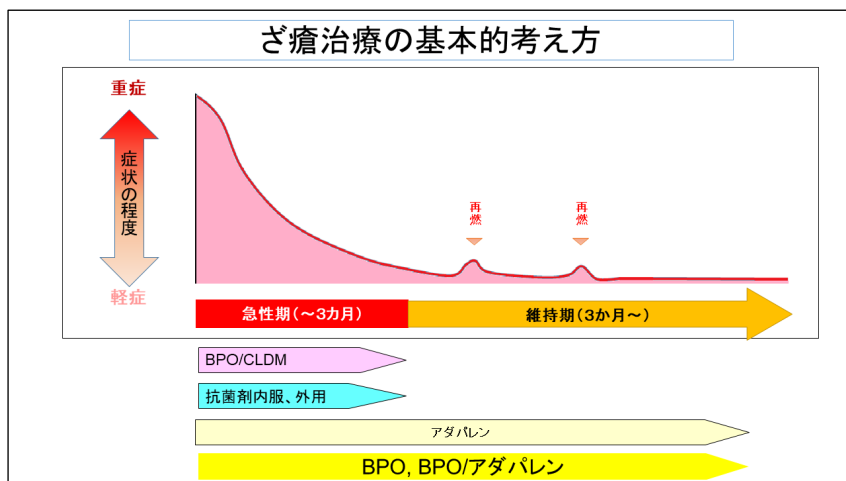 ざ瘡治療の基本的考え方
重症
症状の程度
軽症
再燃
再燃
急性期(~3カ月)
維持期(3か月~)
BPO/CLDM
抗菌剤内服、外用
アダパレン
BPO, BPO/アダパレン